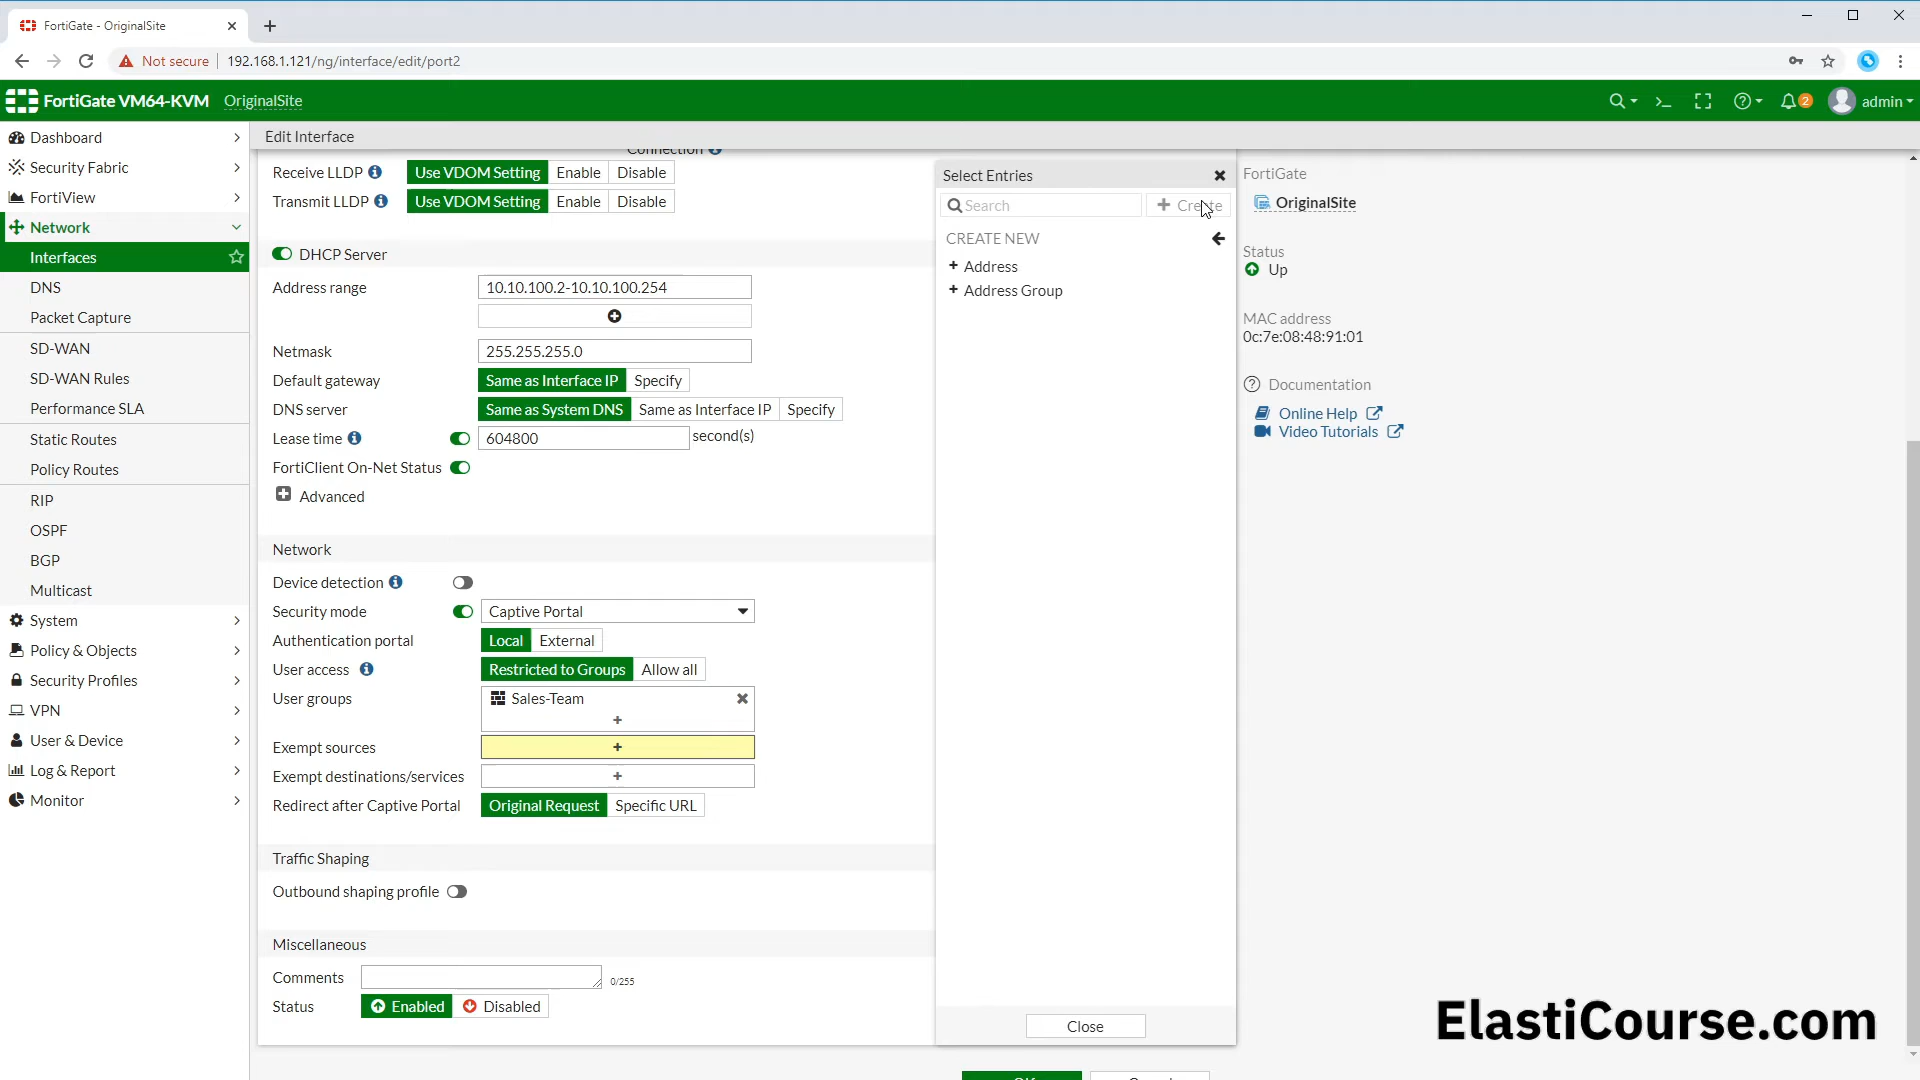 FortiGate - OriginalSite
Not secure
192.168.1.121/ng/interface/edit/port2
FortiGate VM64-KVM
OriginalSite
2
admin
Dashboard
Security Fabric
FortiView
Network
Interfaces
DNS
Packet Capture
SD-WAN
SD-WAN Rules
Performance SLA
Static Routes
Policy Routes
RIP
OSPF
BGP
Multicast
System
Policy & Objects
Security Profiles
VPN
User & Device
Log & Report
Monitor
Edit Interface
Connection
Receive LLDP Use VDOM Setting Enable Disable
Transmit LLDP Use VDOM Setting Enable Disable
DHCP Server
Address range 10.10.100.2-10.10.100.254
Netmask 255.255.255.0
Default gateway Same as Interface IP Specify
DNS server Same as System DNS Same as Interface IP Specify
Lease time 604800 second(s)
FortiClient On-Net Status
Advanced
Network
Device detection
Security mode Captive Portal
Authentication portal Local External
User access Restricted to Groups Allow all
User groups Sales-Team
Exempt sources
Exempt destinations/services
Redirect after Captive Portal Original Request Specific URL
Traffic Shaping
Outbound shaping profile
Miscellaneous
Comments 0/255
Status Enabled Disabled
Select Entries
Search Create
CREATE NEW
Address
Address Group
Close
FortiGate
OriginalSite
Status
Up
MAC address
0c:7e:08:48:91:01
Documentation
Online Help
Video Tutorials
ElastiCourse.com